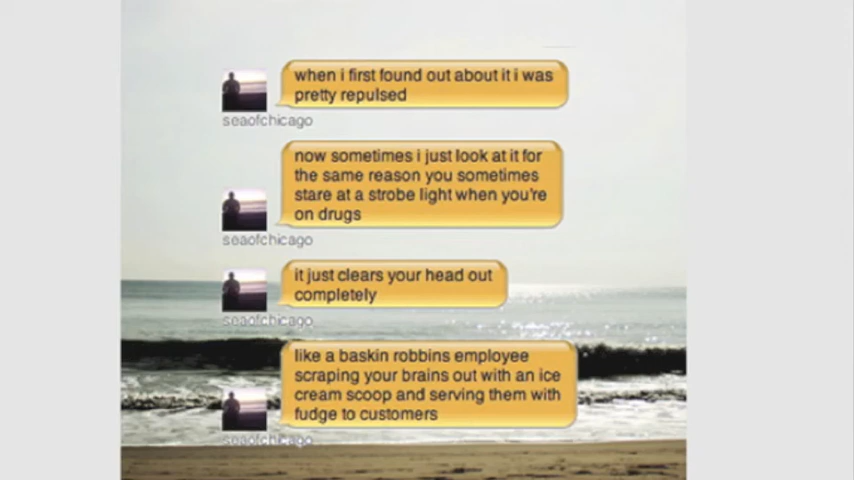 when i first found out about it i was
pretty repulsed
seaofchicago
now sometimes i just look at it for
the same reason you sometimes
stare at a strobe light when you're
on drugs
seaofchicago
it just clears your head out
completely
seaofchicago
like a baskin robbins employee
scraping your brains out with an ice
cream scoop and serving them with
fudge to customers
seaofchicago